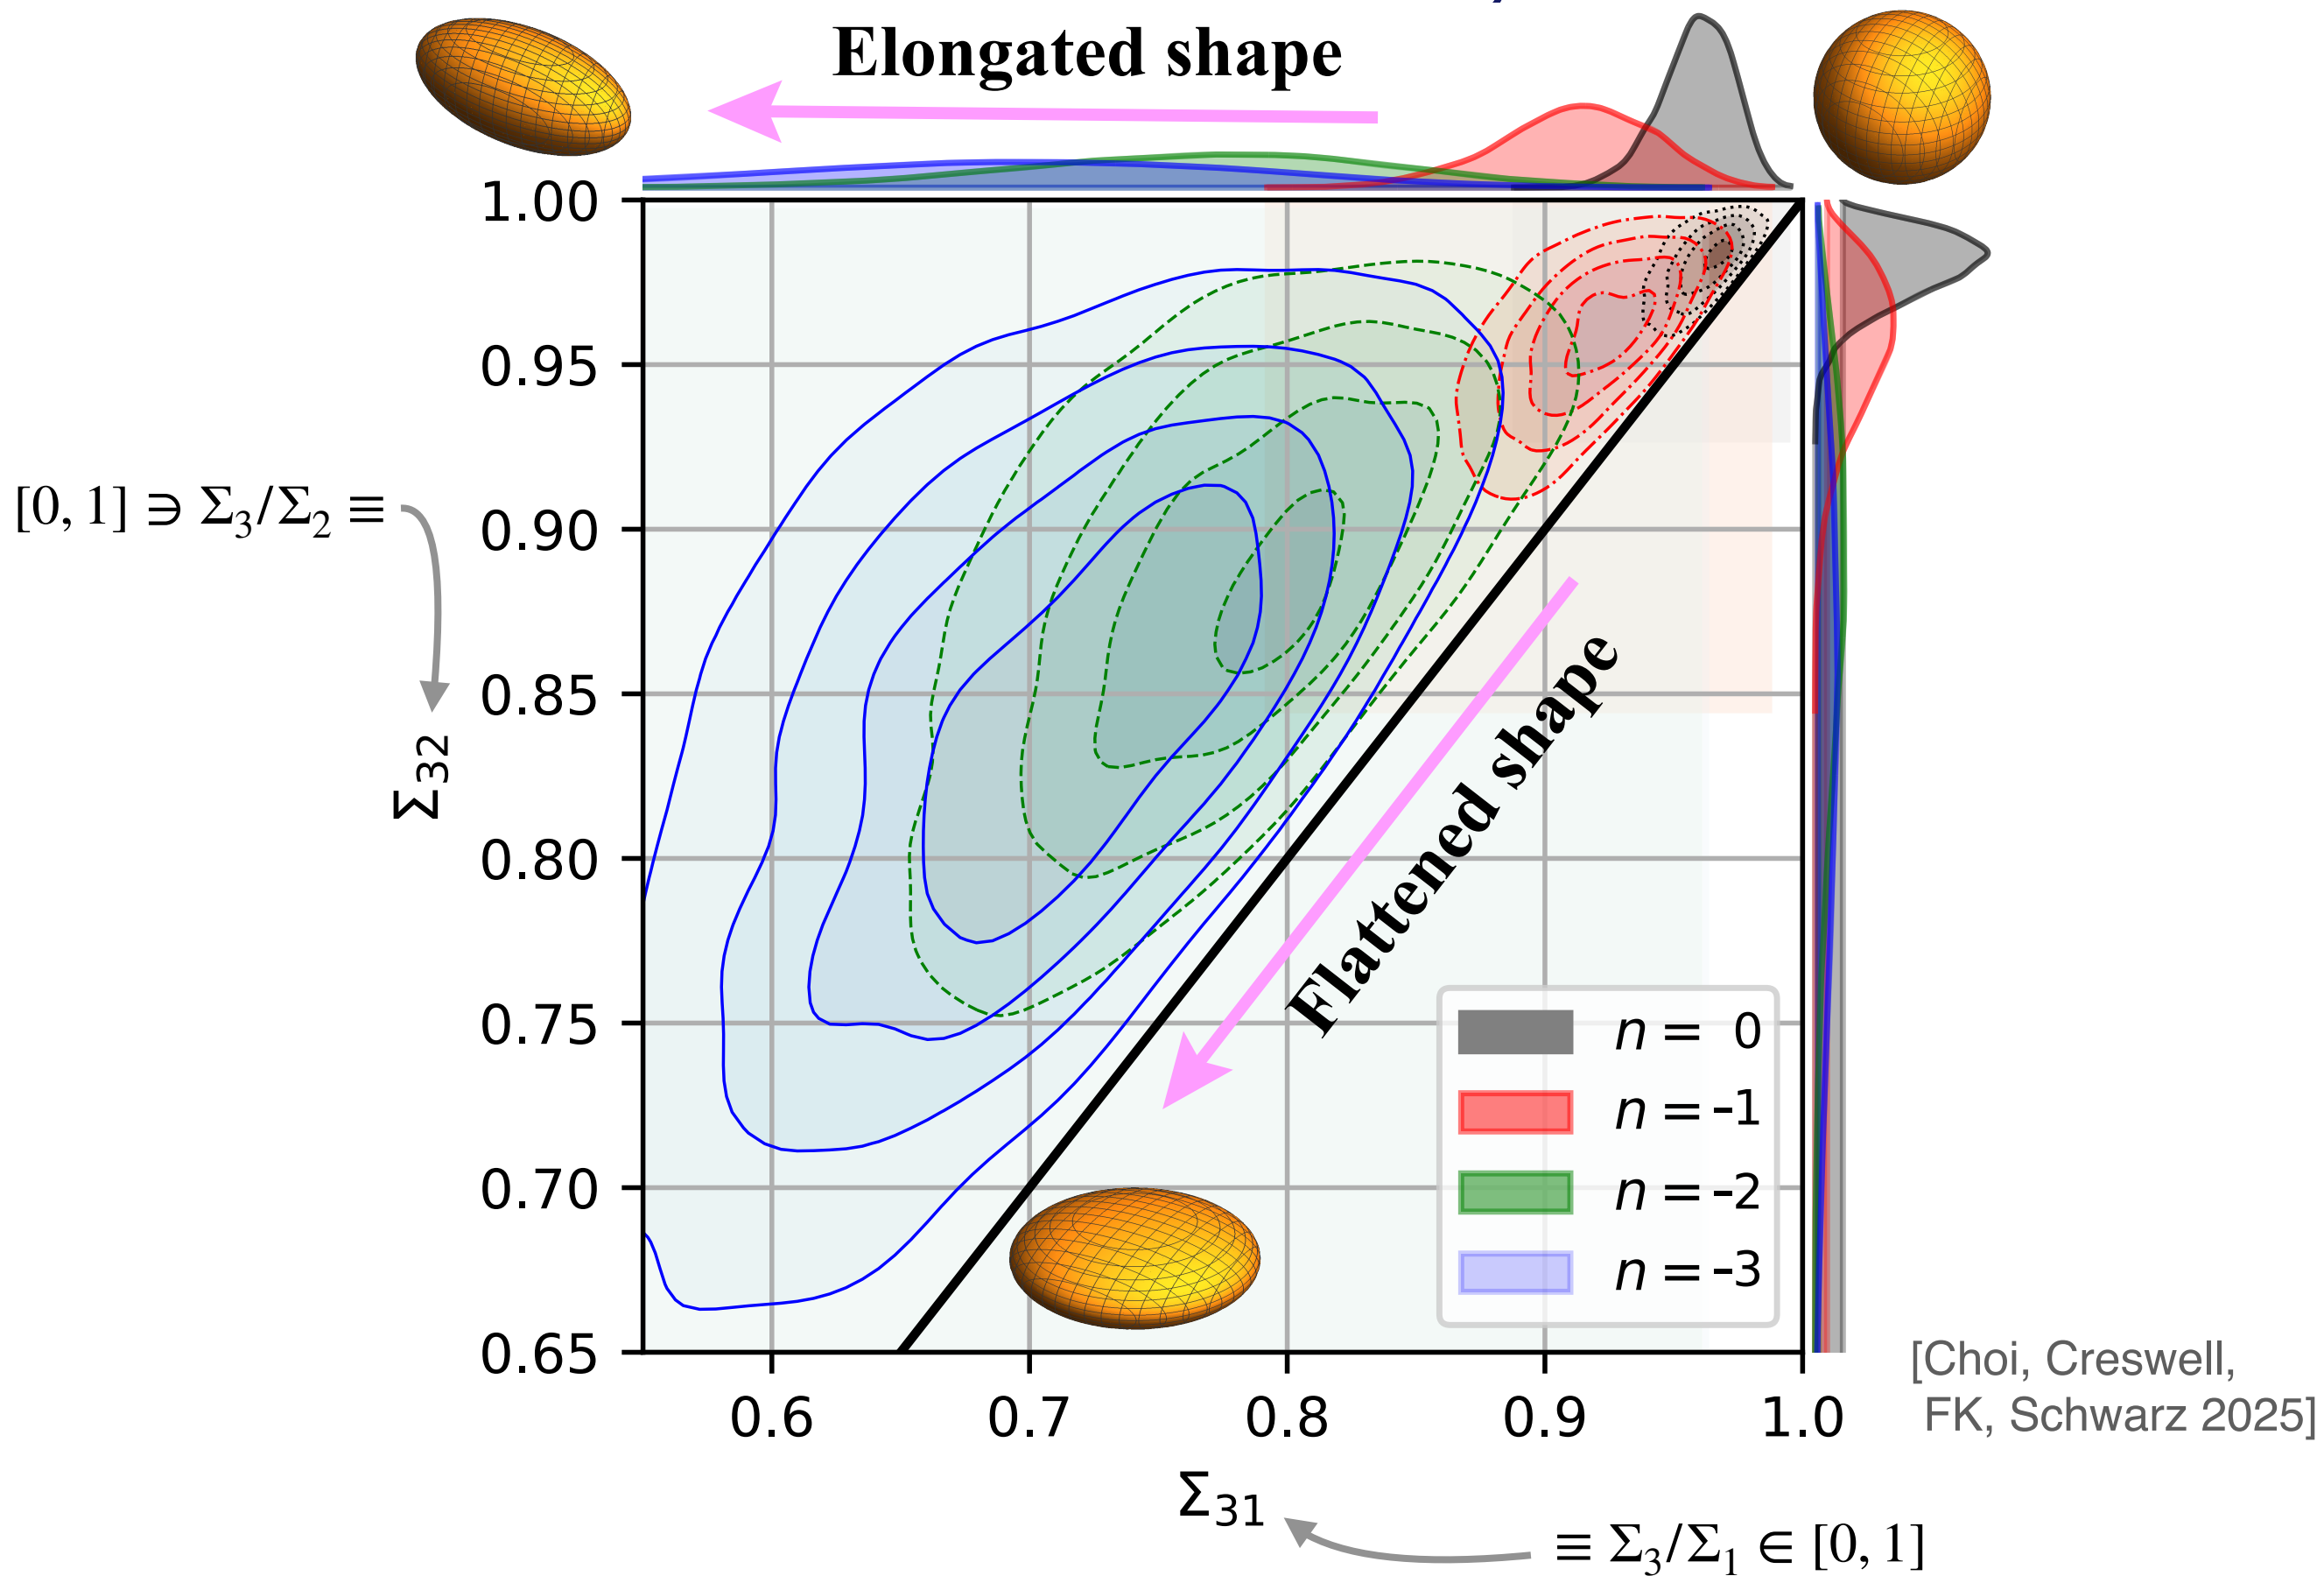 Elongated shape
1.00
0.95
[0, 1] ∋ Σ₃/Σ₂ ≡
0.90
0.85
Σ₃₂
0.80
0.75
0.70
0.65
Flattened shape
n = 0
n = –1
n = –2
n = –3
0.6 0.7 0.8 0.9 1.0
Σ₃₁
≡ Σ₃/Σ₁ ∈ [0, 1]
[Choi, Creswell,
FK, Schwarz 2025]